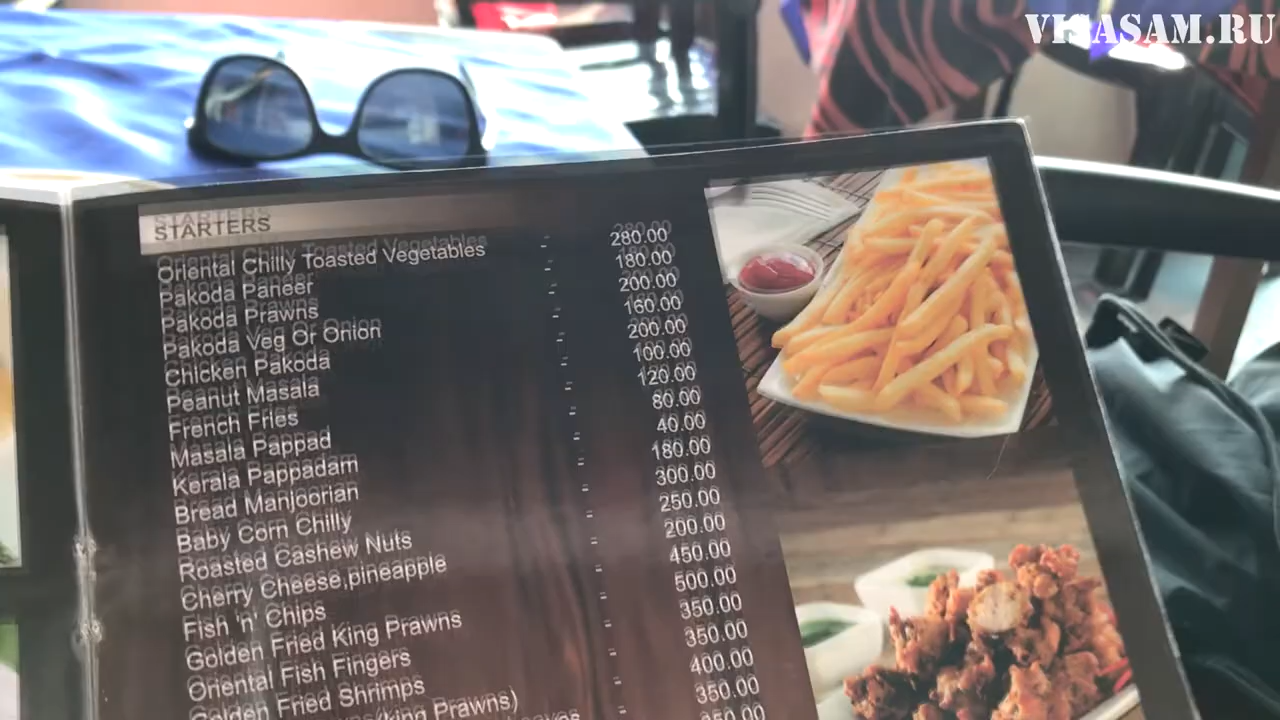 VISASAM.RU
STARTERS
Oriental Chilly Toasted Vegetables - 280.00
Pakoda Paneer - 180.00
Pakoda Prawns - 200.00
Pakoda Veg Or Onion - 160.00
Chicken Pakoda - 200.00
Peanut Masala - 100.00
French Fries - 120.00
Masala Pappad - 80.00
Kerala Pappadam - 40.00
Bread Manjoorian - 180.00
Baby Corn Chilly - 300.00
Roasted Cashew Nuts - 250.00
Cherry Cheese,pineapple - 200.00
Fish 'n' Chips - 450.00
Golden Fried King Prawns - 500.00
Oriental Fish Fingers - 350.00
Golden Fried Shrimps - 350.00
(king Prawns) 400.00
350.00